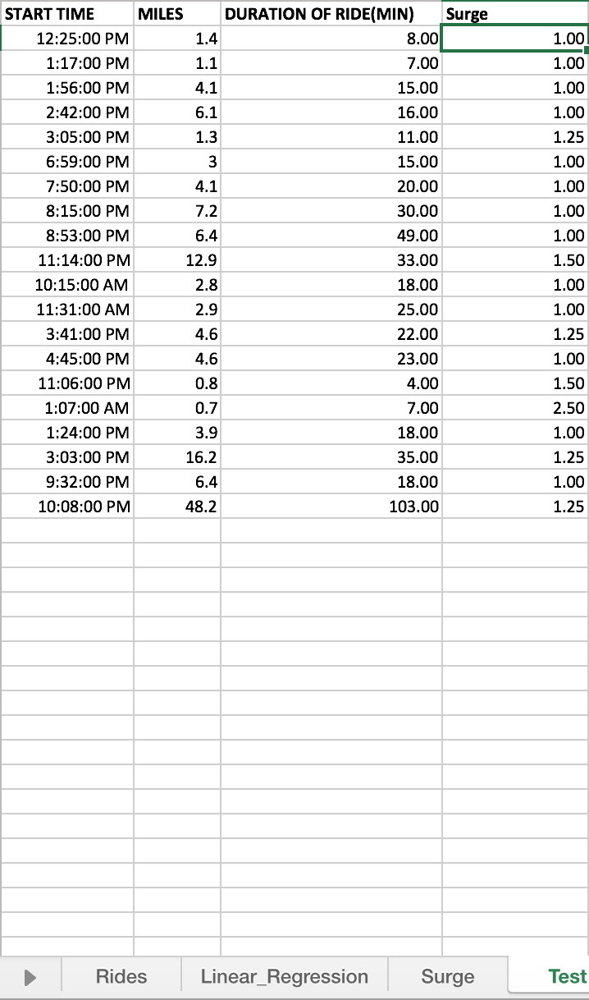 START TIME MILES DURATION OF RIDE(MIN) Surge
12:25:00 PM 1.4 8.00 1.00
1:17:00 PM 1.1 7.00 1.00
1:56:00 PM 4.1 15.00 1.00
2:42:00 PM 6.1 16.00 1.00
3:05:00 PM 1.3 11.00 1.25
6:59:00 PM 3 15.00 1.00
7:50:00 PM 4.1 20.00 1.00
8:15:00 PM 7.2 30.00 1.00
8:53:00 PM 6.4 49.00 1.00
11:14:00 PM 12.9 33.00 1.50
10:15:00 AM 2.8 18.00 1.00
11:31:00 AM 2.9 25.00 1.00
3:41:00 PM 4.6 22.00 1.25
4:45:00 PM 4.6 23.00 1.00
11:06:00 PM 0.8 4.00 1.50
1:07:00 AM 0.7 7.00 2.50
1:24:00 PM 3.9 18.00 1.00
3:03:00 PM 16.2 35.00 1.25
9:32:00 PM 6.4 18.00 1.00
10:08:00 PM 48.2 103.00 1.25
Rides Linear_Regression Surge Test